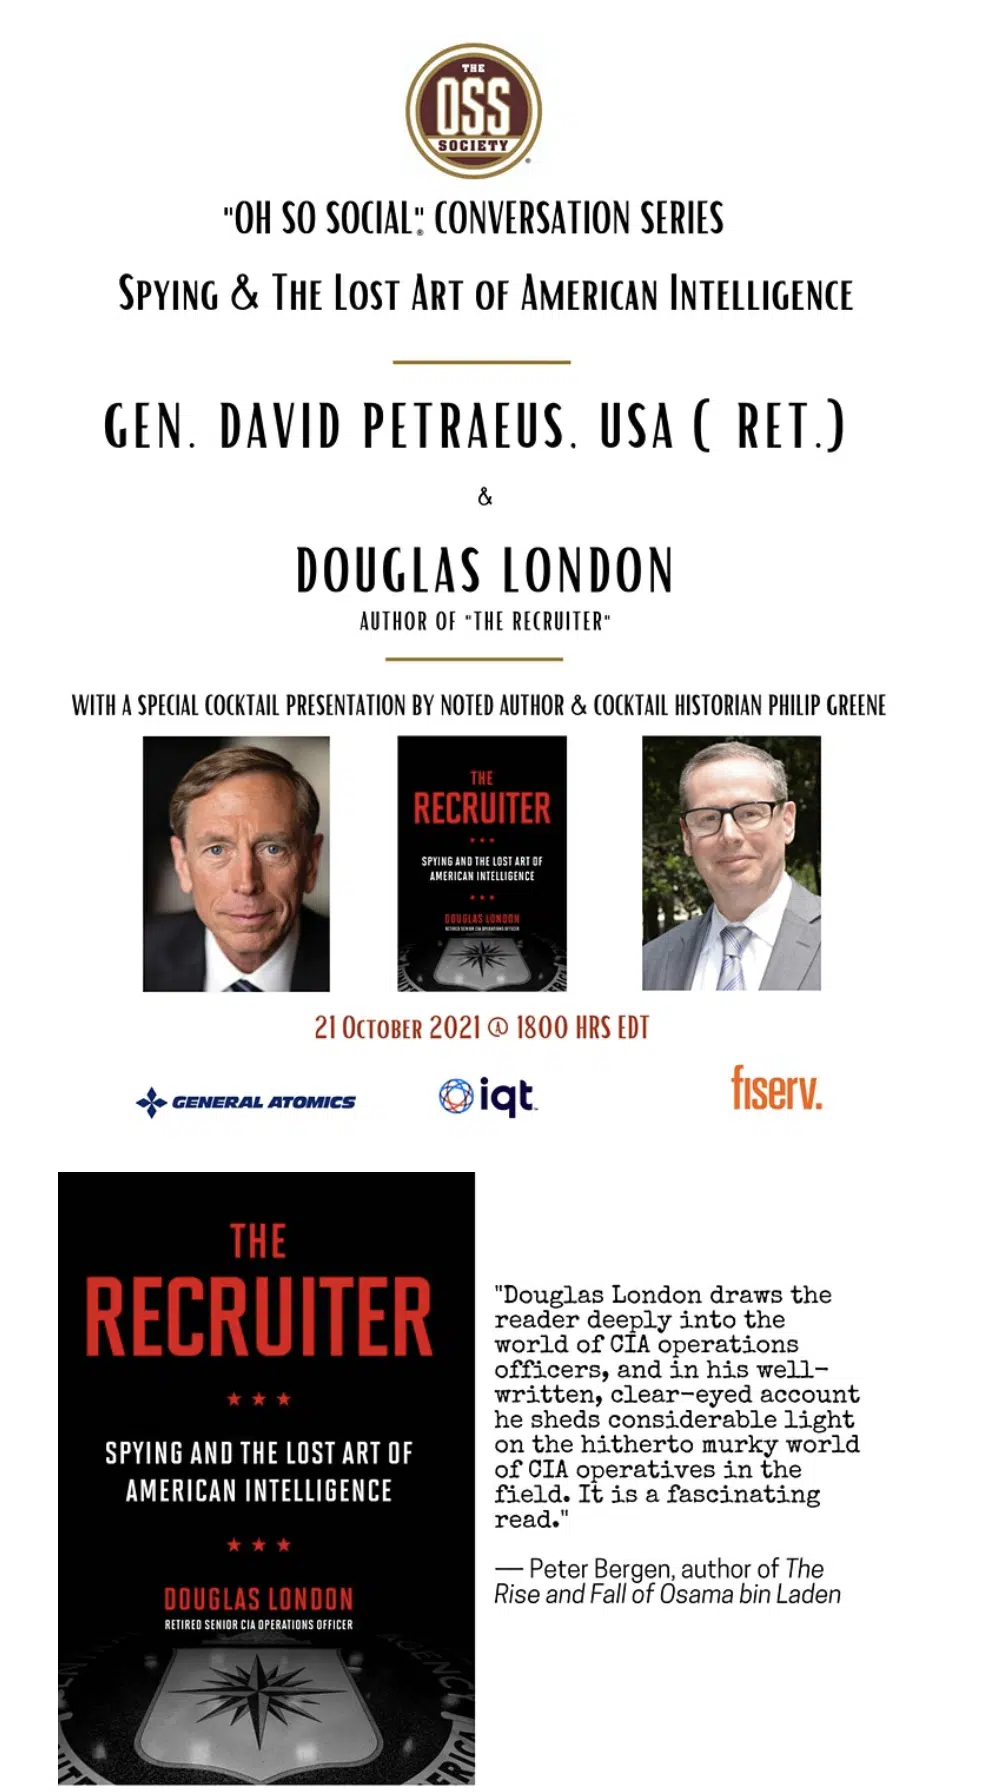 THE
OSS
SOCIETY
®
"OH SO SOCIAL"® CONVERSATION SERIES
SPYING & THE LOST ART OF AMERICAN INTELLIGENCE
GEN. DAVID PETRAEUS, USA ( RET.)
&
DOUGLAS LONDON
AUTHOR OF "THE RECRUITER"
WITH A SPECIAL COCKTAIL PRESENTATION BY NOTED AUTHOR & COCKTAIL HISTORIAN PHILIP GREENE
THE
RECRUITER
SPYING AND THE LOST ART OF
AMERICAN INTELLIGENCE
DOUGLAS LONDON
RETIRED SENIOR CIA OPERATIONS OFFICER
21 OCTOBER 2021 @ 1800 HRS EDT
GENERAL ATOMICS
iqt
fiserv.
THE
RECRUITER
SPYING AND THE LOST ART OF
AMERICAN INTELLIGENCE
DOUGLAS LONDON
RETIRED SENIOR CIA OPERATIONS OFFICER
"Douglas London draws the
reader deeply into the
world of CIA operations
officers, and in his well-
written, clear-eyed account
he sheds considerable light
on the hitherto murky world
of CIA operatives in the
field. It is a fascinating
read."
— Peter Bergen, author of The
Rise and Fall of Osama bin Laden